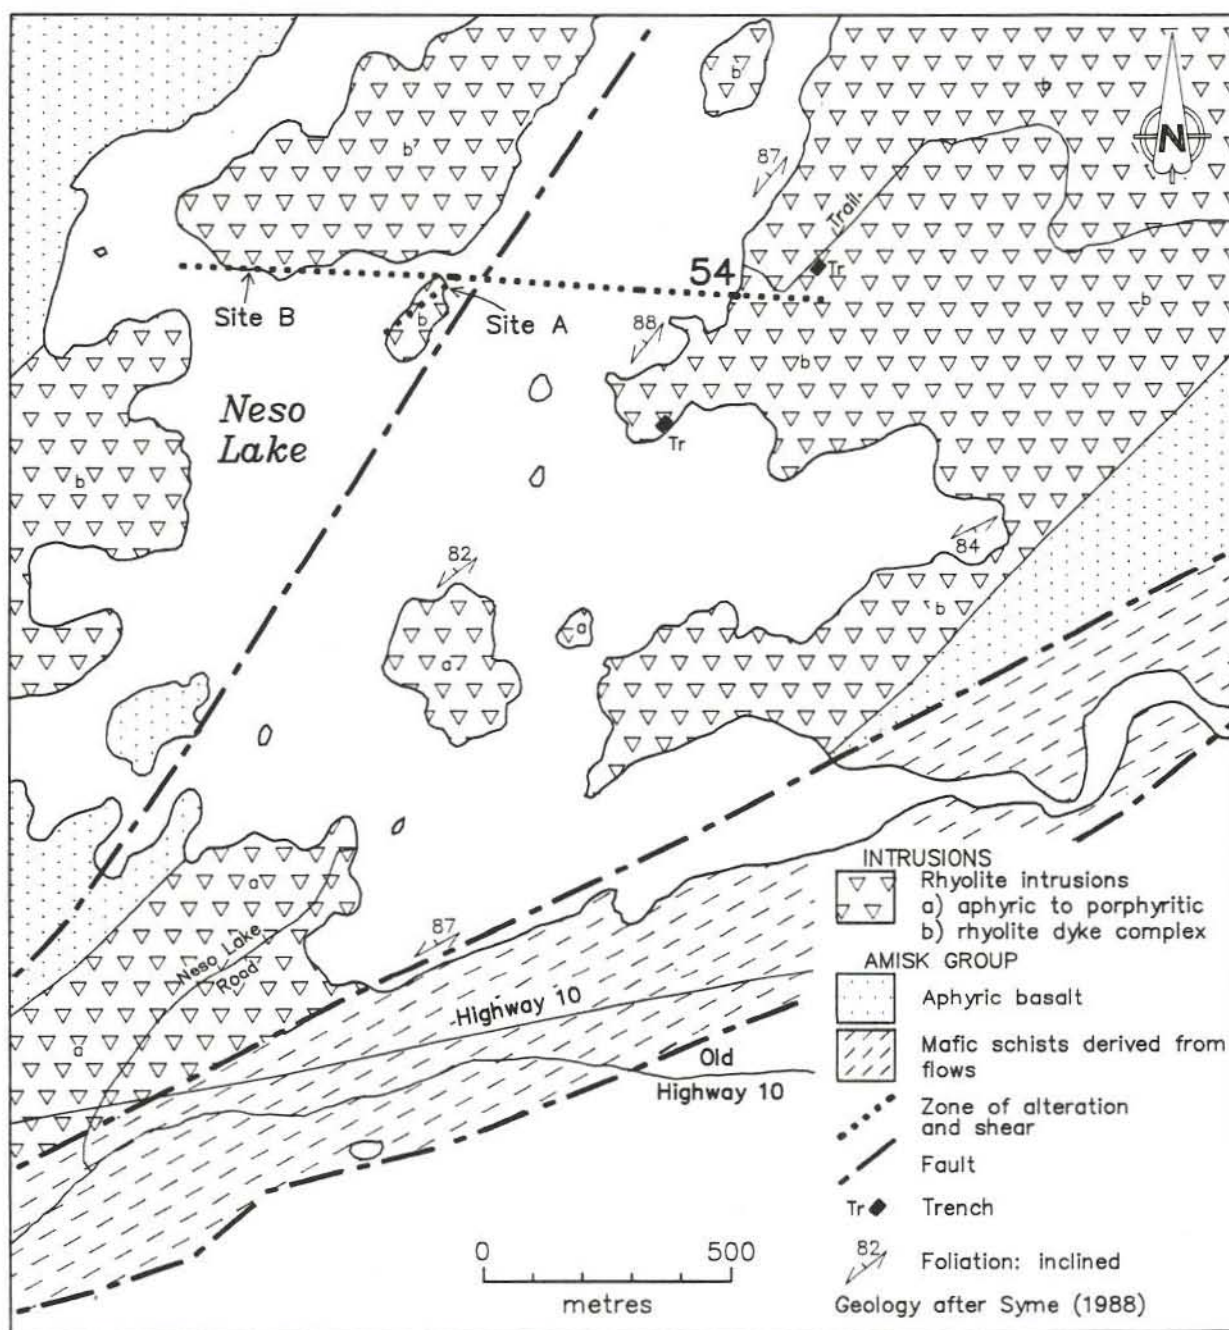 b
b
N
b
87
Trail
54
Tr
Site B
b
Site A
b
88
b
Neso
Lake
Tr
b
84
82
b
a
a
INTRUSIONS
Rhyolite intrusions
a) aphyric to porphyritic
b) rhyolite dyke complex
a
87
Neso Lake
Road
AMISK GROUP
Aphyric basalt
Highway 10
a
Mafic schists derived from
flows
Old
Highway 10
Zone of alteration
and shear
Fault
Tr Trench
0 500
metres
82
Foliation: inclined
Geology after Syme (1988)